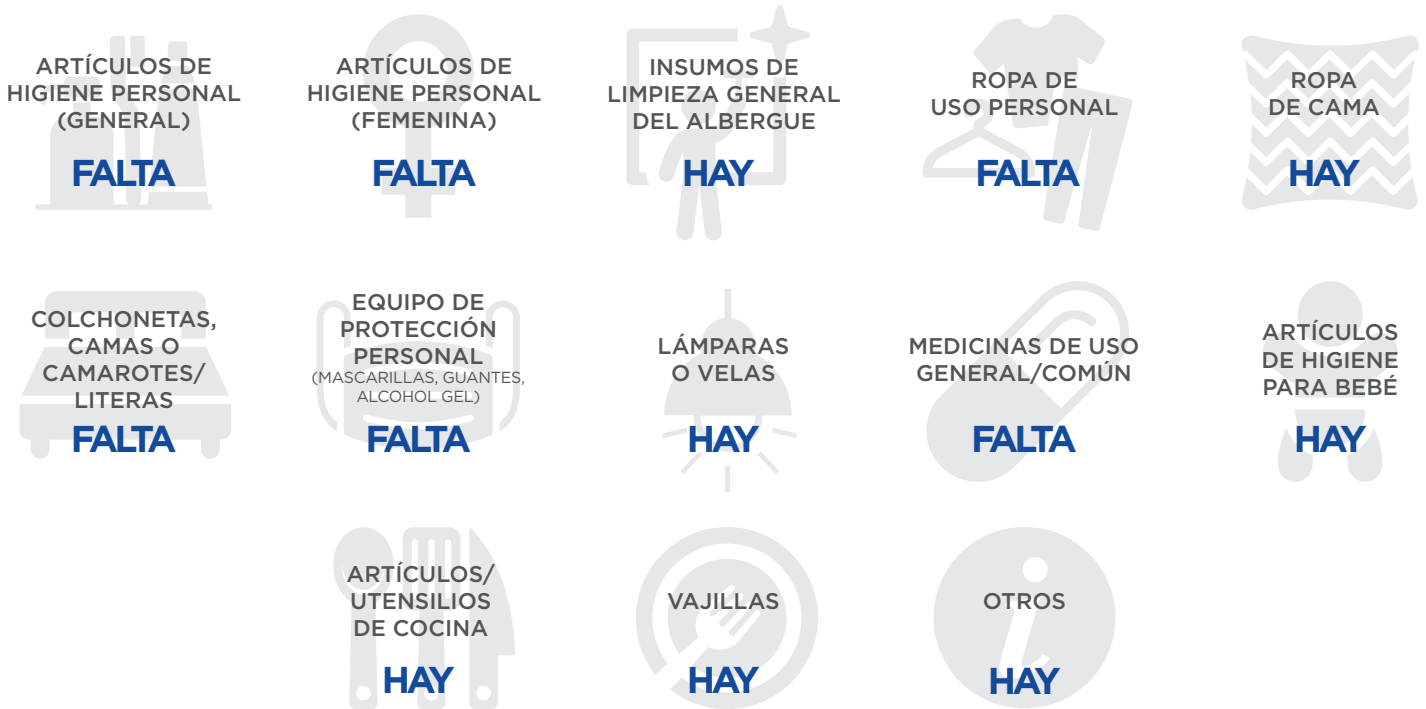 ARTÍCULOS DE
HIGIENE PERSONAL
(GENERAL)
FALTA
ARTÍCULOS DE
HIGIENE PERSONAL
(FEMENINA)
FALTA
INSUMOS DE
LIMPIEZA GENERAL
DEL ALBERGUE
HAY
ROPA DE
USO PERSONAL
FALTA
ROPA
DE CAMA
HAY
COLCHONETAS,
CAMAS O
CAMAROTES/
LITERAS
FALTA
EQUIPO DE
PROTECCIÓN
PERSONAL
(MASCARILLAS, GUANTES,
ALCOHOL GEL)
FALTA
LÁMPARAS
O VELAS
HAY
MEDICINAS DE USO
GENERAL/COMÚN
FALTA
ARTÍCULOS
DE HIGIENE
PARA BEBÉ
HAY
ARTÍCULOS/
UTENSILIOS
DE COCINA
HAY
VAJILLAS
HAY
OTROS
HAY